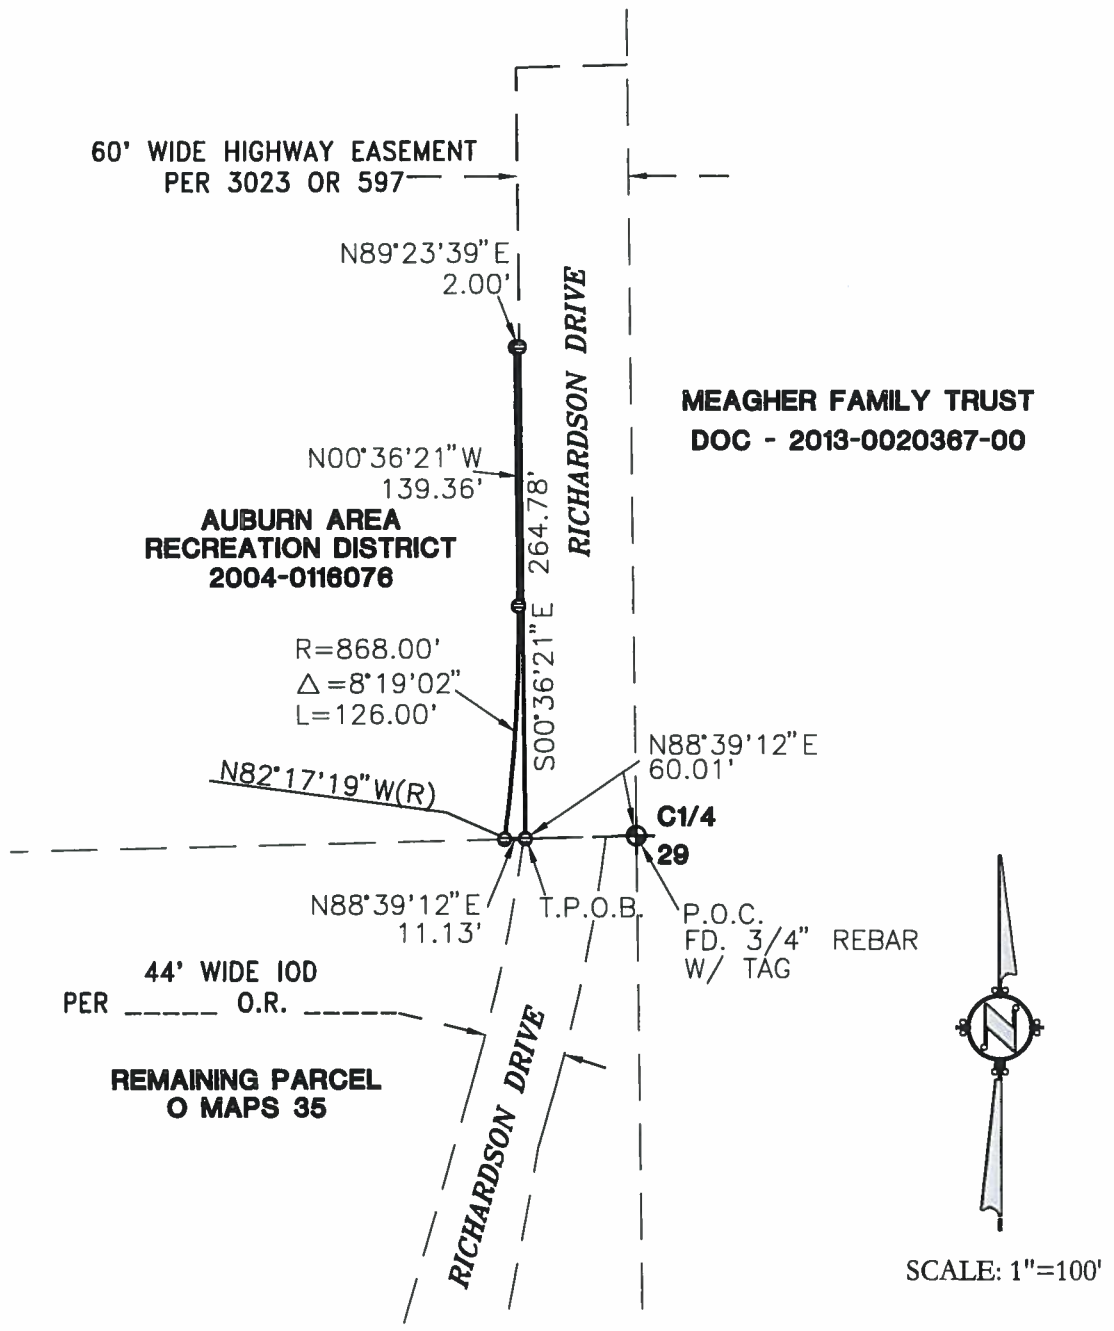 60' WIDE HIGHWAY EASEMENT
PER 3023 OR 597
N89°23'39"E
2.00'
RICHARDSON DRIVE
MEAGHER FAMILY TRUST
DOC - 2013-0020367-00
N00°36'21"W
139.36'
AUBURN AREA
RECREATION DISTRICT
2004-0116076
S00°36'21"E 264.78'
R=868.00'
Δ=8°19'02"
L=126.00'
N88°39'12"E
60.01'
N82°17'19"W(R)
C1/4
29
N88°39'12"E
11.13'
T.P.O.B.
P.O.C.
FD. 3/4" REBAR
W/ TAG
44' WIDE IOD
PER _____ O.R. _____
RICHARDSON DRIVE
REMAINING PARCEL
O MAPS 35
N
SCALE: 1"=100'